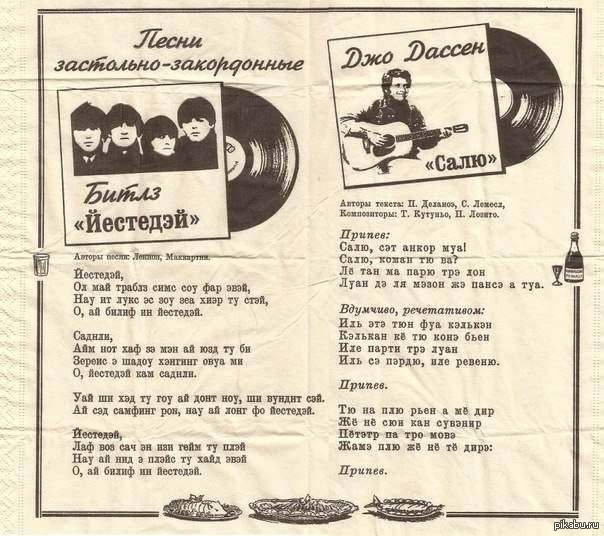 Песни
застольно-закордонные
Битлз
«Йестедэй»
Авторы песни: Леннон, Маккартни.
Йестедэй,
Ол май траблз симс соу фар эвэй,
Нау ит лукс эс зоу зеа хиэр ту стэй,
О, ай билиф ин йестедэй.
Саднли,
Айм нот хаф зэ мэн ай юзд ту би
Зереис э шадоу хэнгинг овуа ми
О, йестедэй кам саднли.
Уай ши хэд ту гоу ай донт ноу, ши вундит сэй.
Ай сэд самфинг рон, нау ай лонг фо йестедэй.
Йестедэй,
Лаф воз сач эн изи гейм ту плэй
Нау ай нид э плэйс ту хайд эвэй
О, ай билиф ин йестедэй.
Джо Дассен
«Салю»
Авторы текста: П. Деланоэ, С. Лемесл,
Композиторы: Т. Кутуньо, П. Лозито.
Припев:
Салю, сэт анкор муа!
Салю, коман тю ва?
Лё тан ма парю трэ лон
Луан дэ ля мэзон жэ пансэ а туа.
Вдумчиво, речетативом:
Иль этэ тюн фуа кэлькэн
Кэлькан кё тю конэ бьен
Иле парти трэ луан
Иль сэ пэрдю, иле ревеню.
Припев.
Тю на плю рьен а мё дир
Жё нё сюи кан сувэнир
Пётэтр па тро мовэ
Жамэ плю жё нё тё дирэ:
Припев.
pikabu.ru